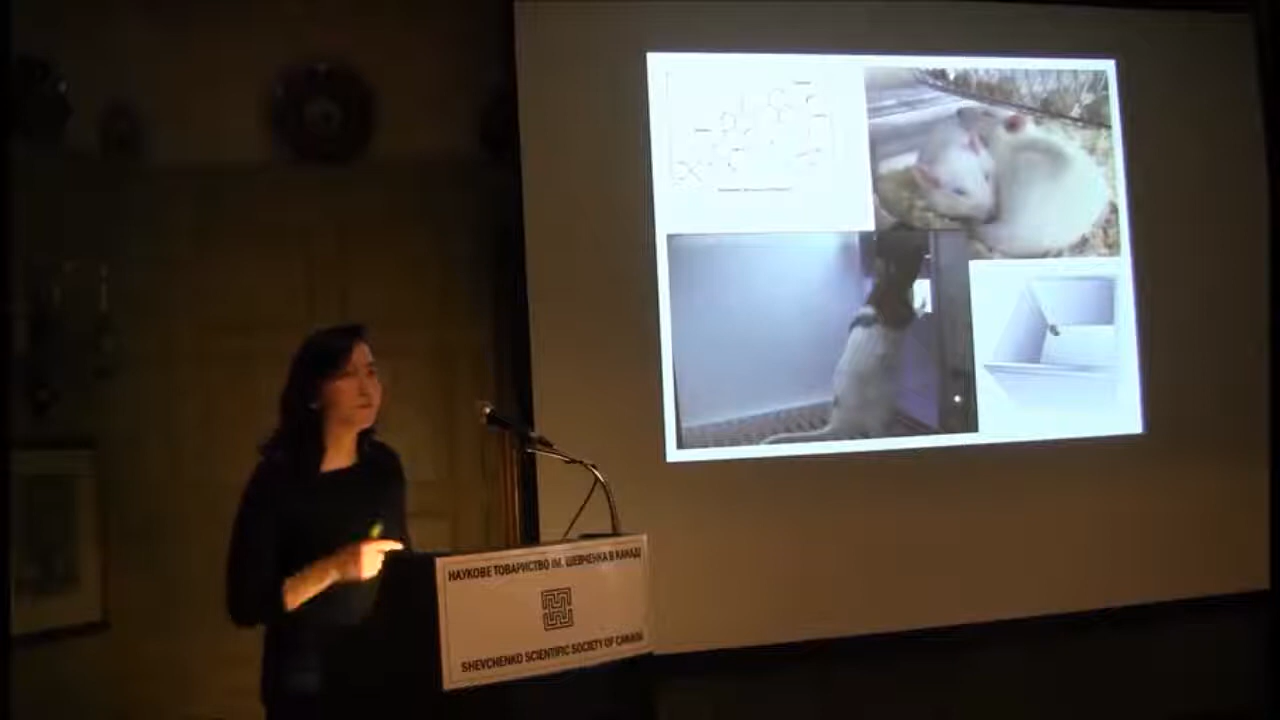 НАУКОВЕ ТОВАРИСТВО ІМ. ШЕВЧЕНКА В КАНАДІ
SHEVCHENKO SCIENTIFIC SOCIETY OF CANADA